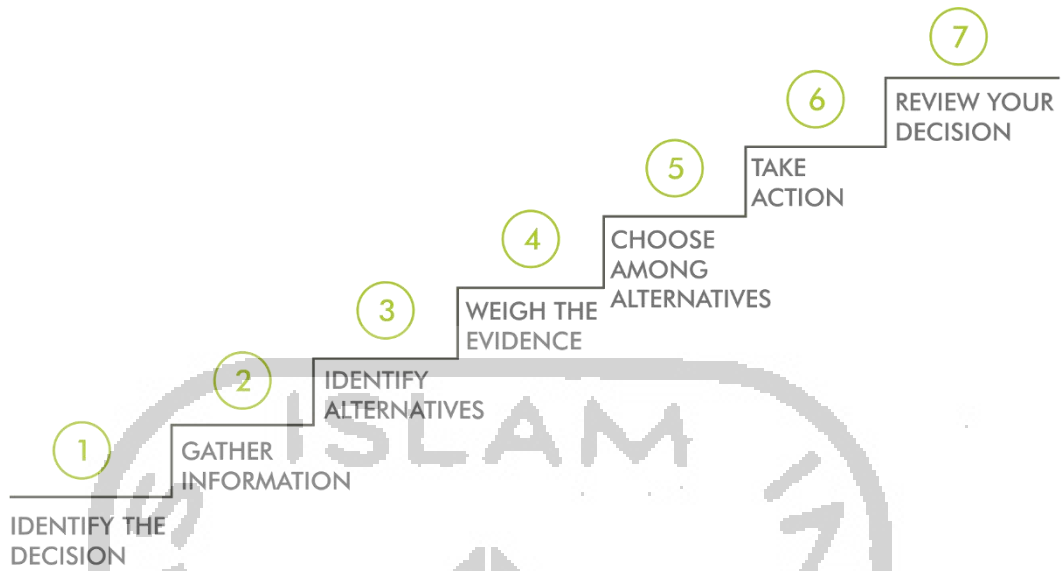 1
IDENTIFY THE
DECISION
2
GATHER
INFORMATION
3
IDENTIFY
ALTERNATIVES
4
WEIGH THE
EVIDENCE
5
CHOOSE
AMONG
ALTERNATIVES
6
TAKE
ACTION
7
REVIEW YOUR
DECISION
ISLAM